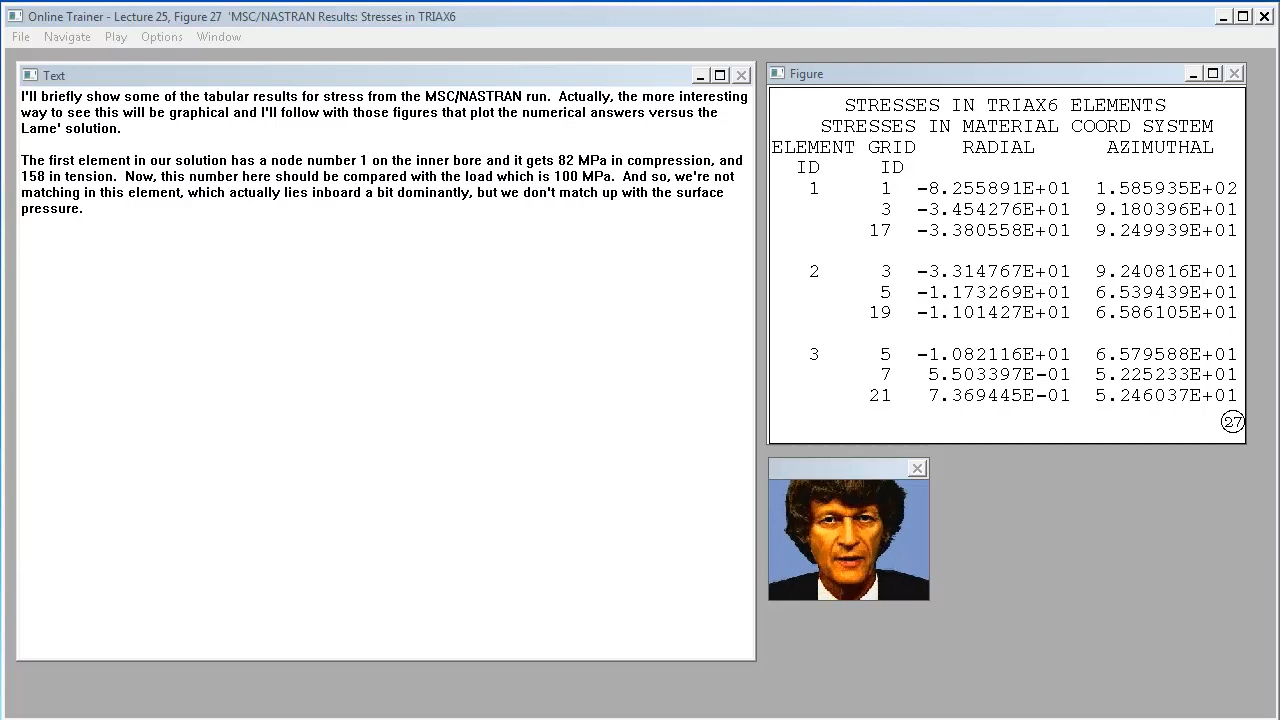 Online Trainer - Lecture 25, Figure 27  'MSC/NASTRAN Results: Stresses in TRIAX6
File Navigate Play Options Window
Text
I'll briefly show some of the tabular results for stress from the MSC/NASTRAN run.  Actually, the more interesting
way to see this will be graphical and I'll follow with those figures that plot the numerical answers versus the
Lame' solution.
The first element in our solution has a node number 1 on the inner bore and it gets 82 MPa in compression, and
158 in tension.  Now, this number here should be compared with the load which is 100 MPa.  And so, we're not
matching in this element, which actually lies inboard a bit dominantly, but we don't match up with the surface
pressure.
Figure
STRESSES IN TRIAX6 ELEMENTS
STRESSES IN MATERIAL COORD SYSTEM
ELEMENT GRID RADIAL AZIMUTHAL
ID ID
1 1 -8.255891E+01 1.585935E+02
3 -3.454276E+01 9.180396E+01
17 -3.380558E+01 9.249939E+01
2 3 -3.314767E+01 9.240816E+01
5 -1.173269E+01 6.539439E+01
19 -1.101427E+01 6.586105E+01
3 5 -1.082116E+01 6.579588E+01
7 5.503397E-01 5.225233E+01
21 7.369445E-01 5.246037E+01
27